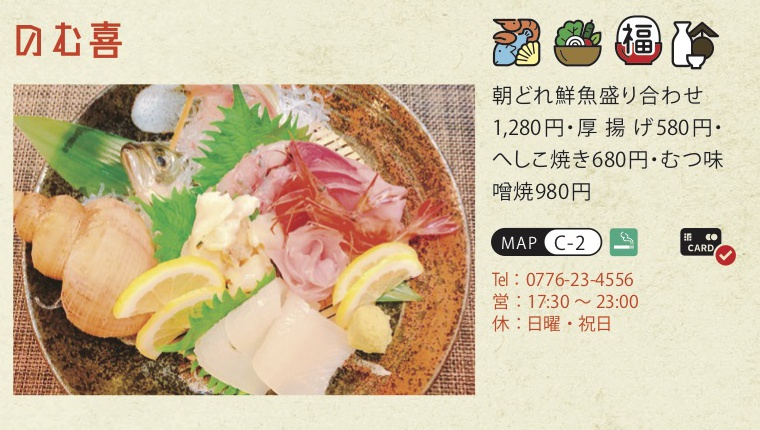 のむ喜
福
朝どれ鮮魚盛り合わせ
1,280円・厚揚げ580円・
へしこ焼き680円・むつ味
噌焼980円
MAP C-2
CARD
Tel：0776-23-4556
営：17:30 〜 23:00
休：日曜・祝日